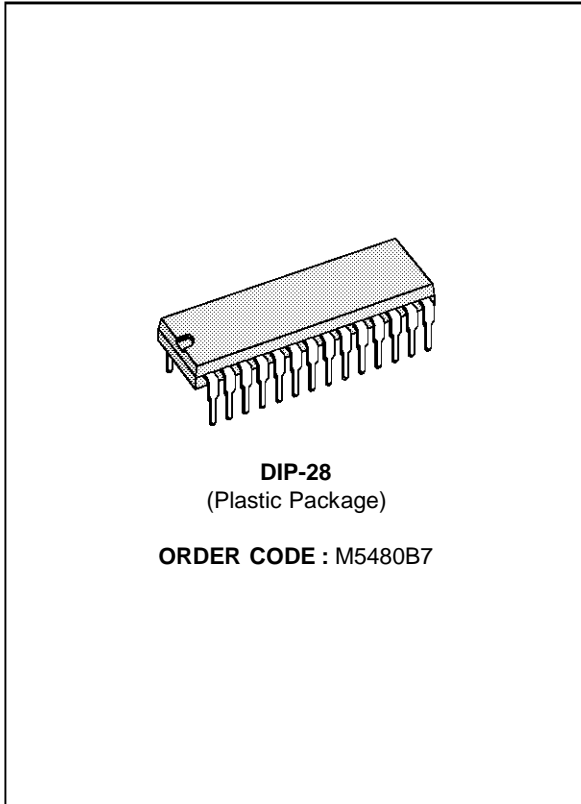 DIP-28
(Plastic Package)
ORDER CODE : M5480B7